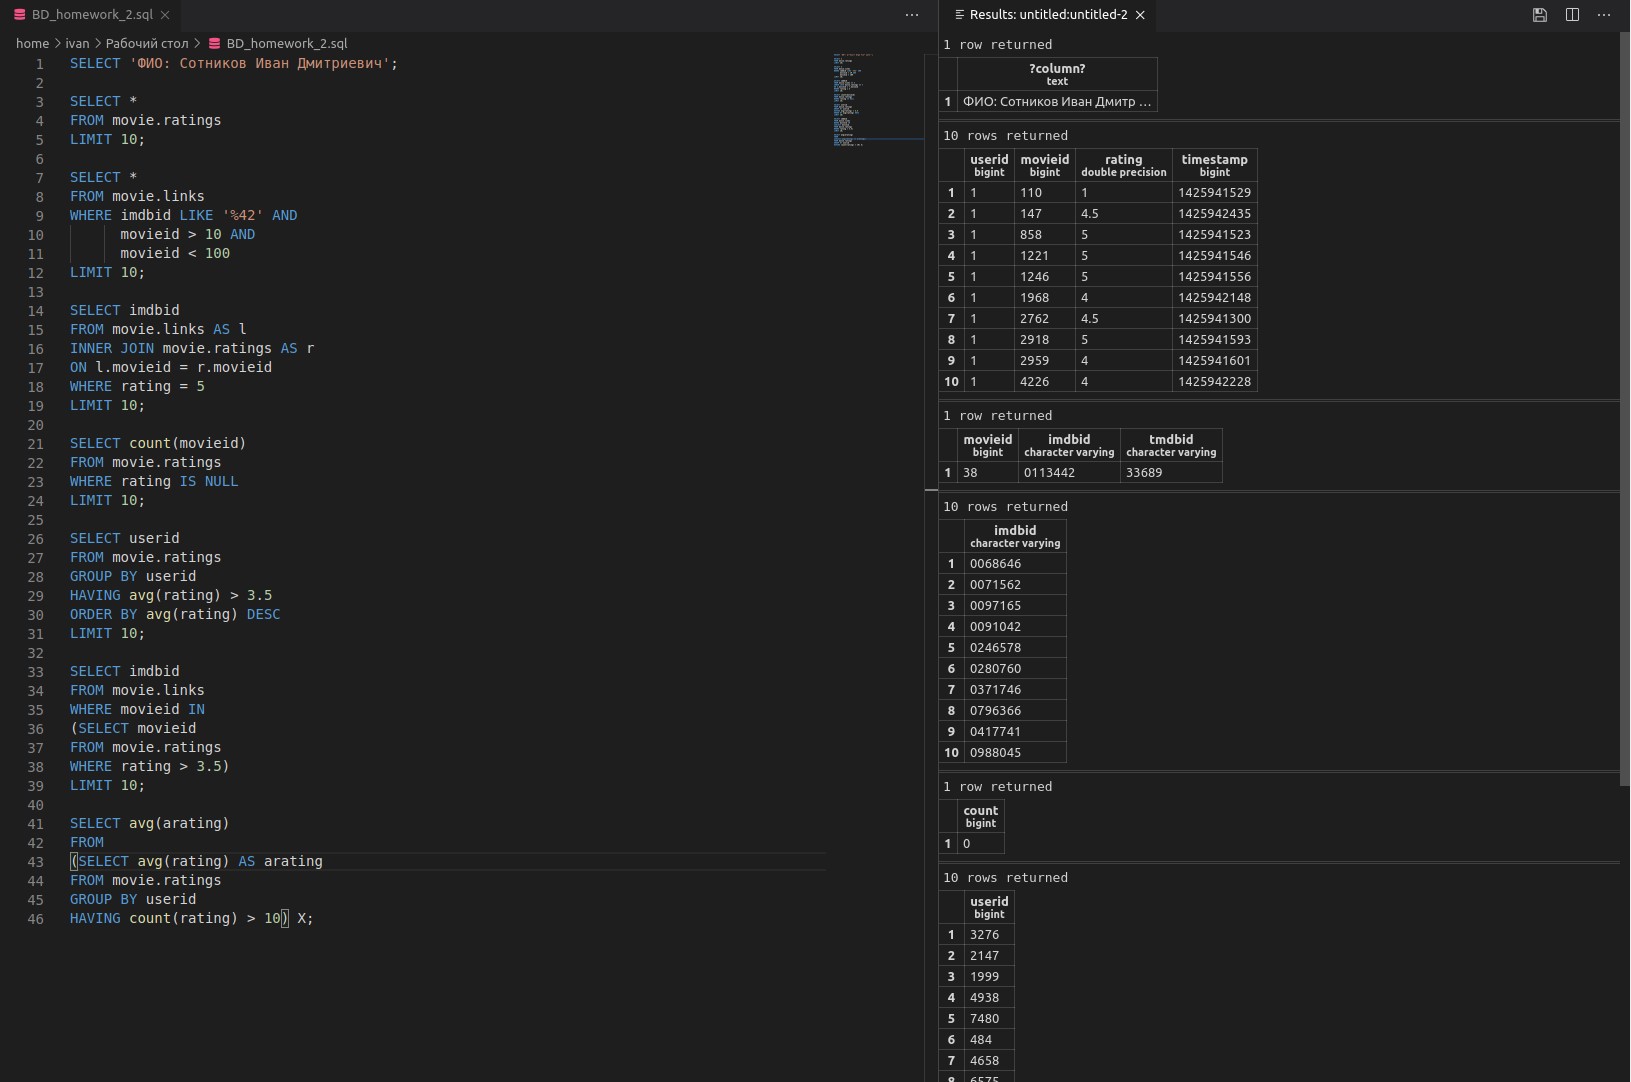 BD_homework_2.sql
home > ivan > Рабочий стол > BD_homework_2.sql
1 SELECT 'ФИО: Сотников Иван Дмитриевич';
2
3 SELECT *
4 FROM movie.ratings
5 LIMIT 10;
6
7 SELECT *
8 FROM movie.links
9 WHERE imdbid LIKE '%42' AND
10 movieid > 10 AND
11 movieid < 100
12 LIMIT 10;
13
14 SELECT imdbid
15 FROM movie.links AS l
16 INNER JOIN movie.ratings AS r
17 ON l.movieid = r.movieid
18 WHERE rating = 5
19 LIMIT 10;
20
21 SELECT count(movieid)
22 FROM movie.ratings
23 WHERE rating IS NULL
24 LIMIT 10;
25
26 SELECT userid
27 FROM movie.ratings
28 GROUP BY userid
29 HAVING avg(rating) > 3.5
30 ORDER BY avg(rating) DESC
31 LIMIT 10;
32
33 SELECT imdbid
34 FROM movie.links
35 WHERE movieid IN
36 (SELECT movieid
37 FROM movie.ratings
38 WHERE rating > 3.5)
39 LIMIT 10;
40
41 SELECT avg(arating)
42 FROM
43 (SELECT avg(rating) AS arating
44 FROM movie.ratings
45 GROUP BY userid
46 HAVING count(rating) > 10) X;
Results: untitled:untitled-2
1 row returned
?column?
text
1 ФИО: Сотников Иван Дмитр ...
10 rows returned
userid movieid rating timestamp
bigint bigint double precision bigint
1 1 110 1 1425941529
2 1 147 4.5 1425942435
3 1 858 5 1425941523
4 1 1221 5 1425941546
5 1 1246 5 1425941556
6 1 1968 4 1425942148
7 1 2762 4.5 1425941300
8 1 2918 5 1425941593
9 1 2959 4 1425941601
10 1 4226 4 1425942228
1 row returned
movieid imdbid tmdbid
bigint character varying character varying
1 38 0113442 33689
10 rows returned
imdbid
character varying
1 0068646
2 0071562
3 0097165
4 0091042
5 0246578
6 0280760
7 0371746
8 0796366
9 0417741
10 0988045
1 row returned
count
bigint
1 0
10 rows returned
userid
bigint
1 3276
2 2147
3 1999
4 4938
5 7480
6 484
7 4658
8 6575